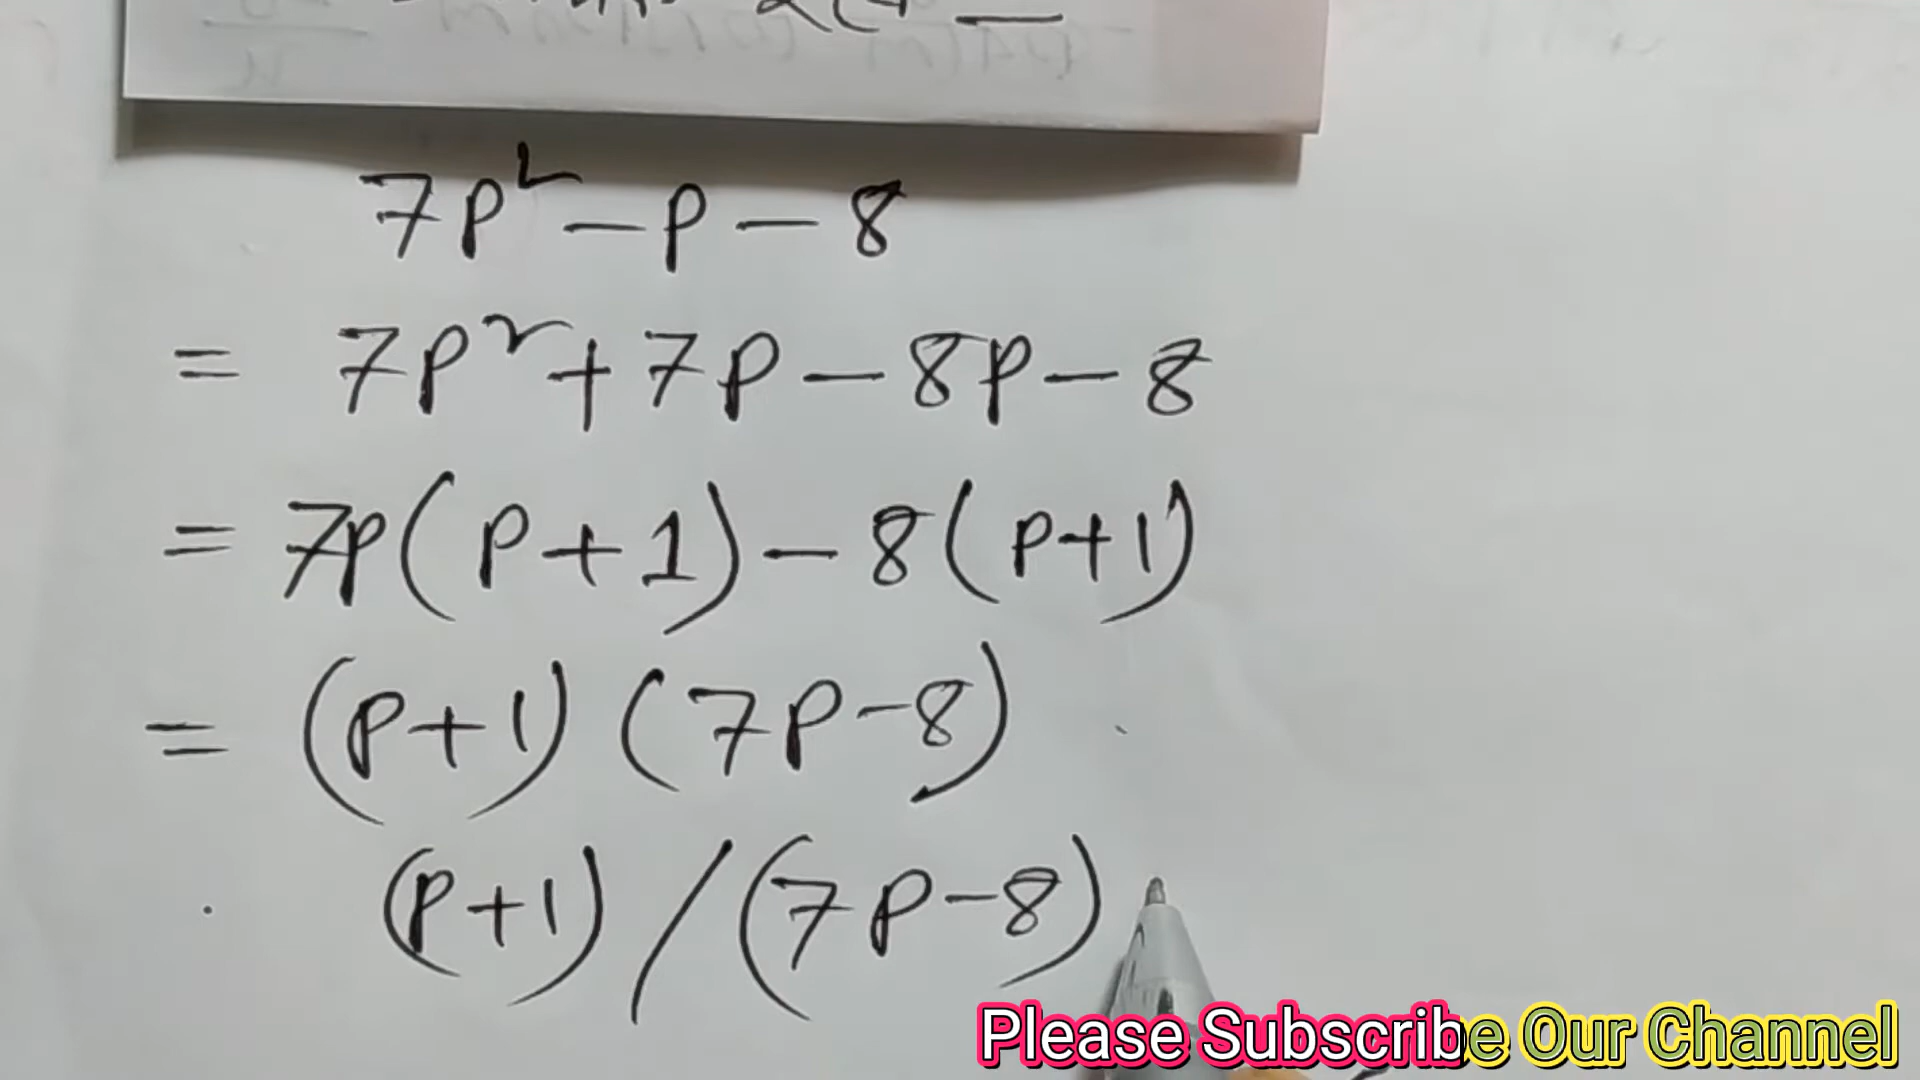 7p² - p - 8
= 7p² + 7p - 8p - 8
= 7p(p+1) - 8(p+1)
= (p+1) (7p-8)
(p+1) / (7p-8)
Please Subscribe Our Channel